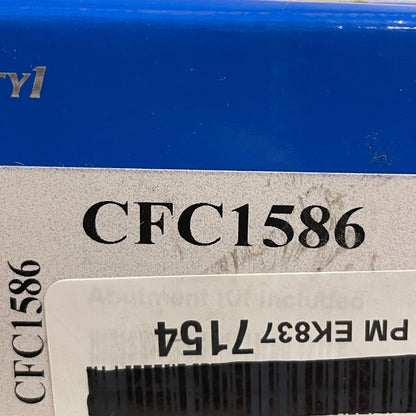 CFC1586
CFC1586
Abutment Kit Included
PM EK837 7154